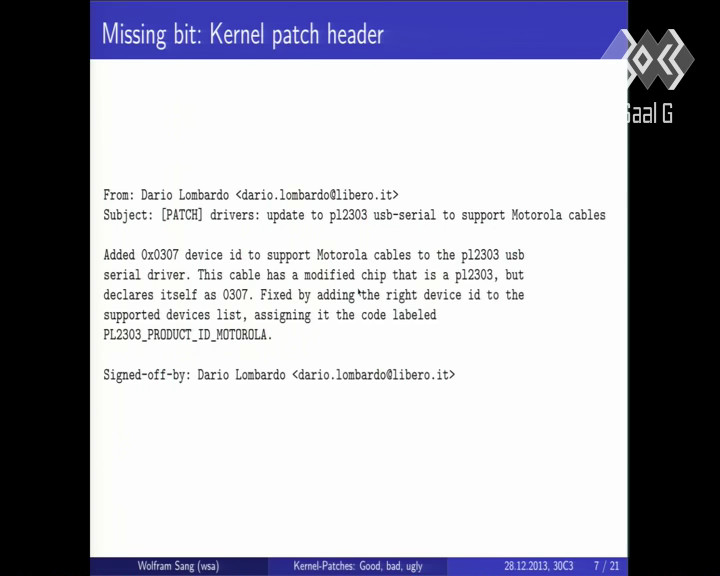 Missing bit: Kernel patch header
Saal G
From: Dario Lombardo <dario.lombardo@libero.it>
Subject: [PATCH] drivers: update to pl2303 usb-serial to support Motorola cables
Added 0x0307 device id to support Motorola cables to the pl2303 usb
serial driver. This cable has a modified chip that is a pl2303, but
declares itself as 0307. Fixed by adding the right device id to the
supported devices list, assigning it the code labeled
PL2303_PRODUCT_ID_MOTOROLA.
Signed-off-by: Dario Lombardo <dario.lombardo@libero.it>
Wolfram Sang (wsa)
Kernel-Patches: Good, bad, ugly
28.12.2013, 30C3
7 / 21